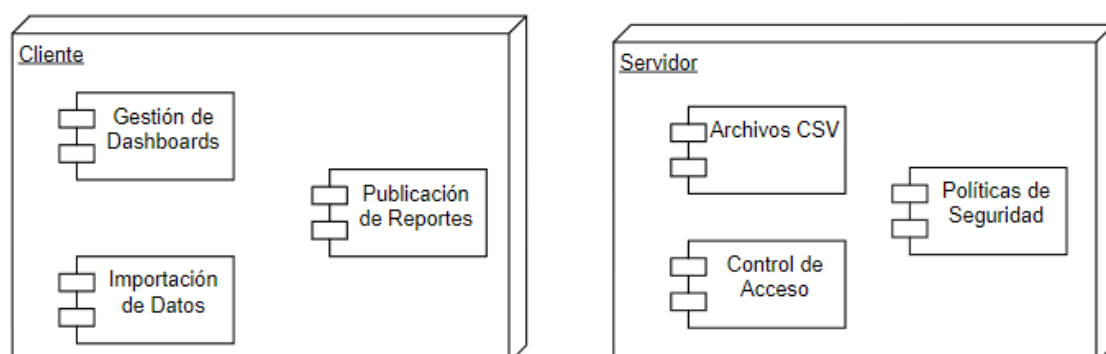 Cliente
Gestión de
Dashboards
Publicación
de Reportes
Importación
de Datos
Servidor
Archivos CSV
Políticas de
Seguridad
Control de
Acceso